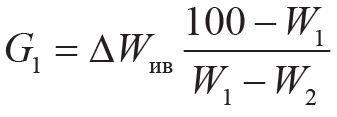 G₁ = ΔW_ив (100 − W₁) / (W₁ − W₂)